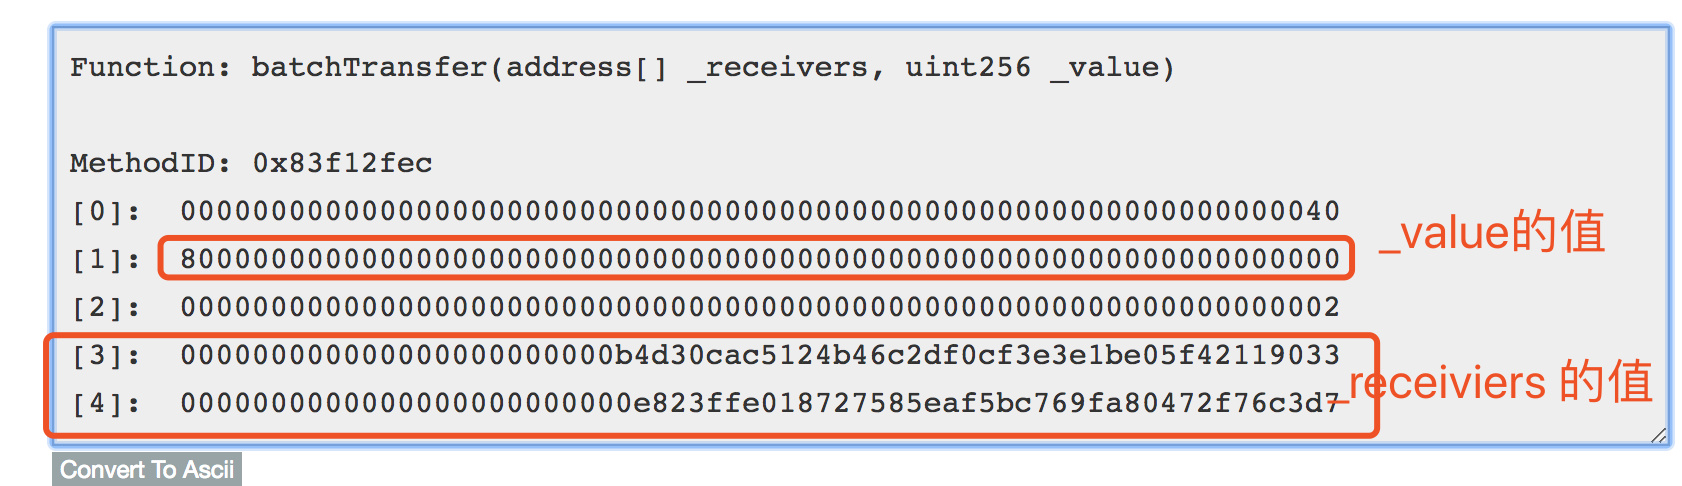 Function: batchTransfer(address[] _receivers, uint256 _value)
MethodID: 0x83f12fec
[0]: 0000000000000000000000000000000000000000000000000000000000000040
_value的值
[1]: 8000000000000000000000000000000000000000000000000000000000000000
[2]: 0000000000000000000000000000000000000000000000000000000000000002
[3]: 000000000000000000000000b4d30cac5124b46c2df0cf3e3e1be05f42119033
_receiviers 的值
[4]: 000000000000000000000000e823ffe018727585eaf5bc769fa80472f76c3d7
Convert To Ascii